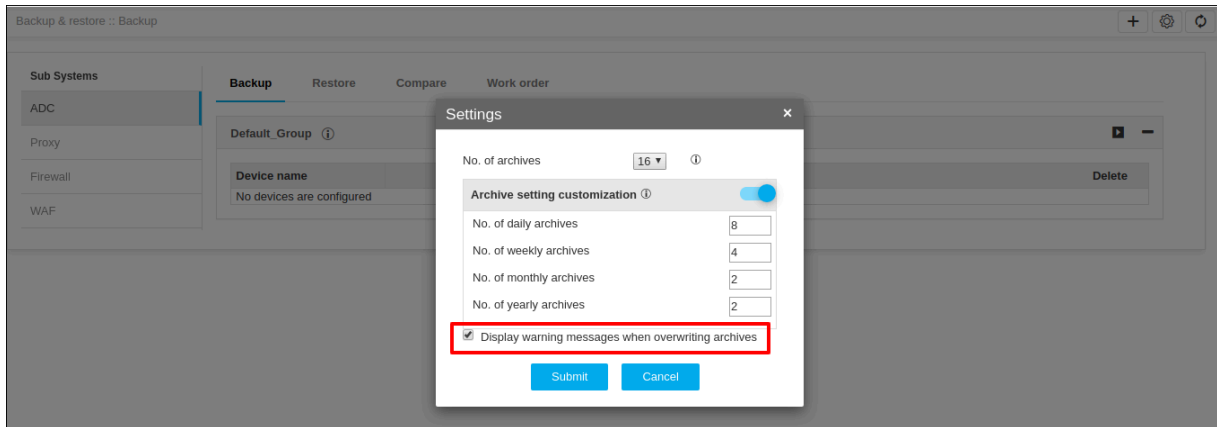 Backup & restore :: Backup
Sub Systems
ADC
Proxy
Firewall
WAF
Backup Restore Compare Work order
Default_Group
Device name Delete
No devices are configured
Settings
No. of archives 16
Archive setting customization
No. of daily archives 8
No. of weekly archives 4
No. of monthly archives 2
No. of yearly archives 2
Display warning messages when overwriting archives
Submit Cancel